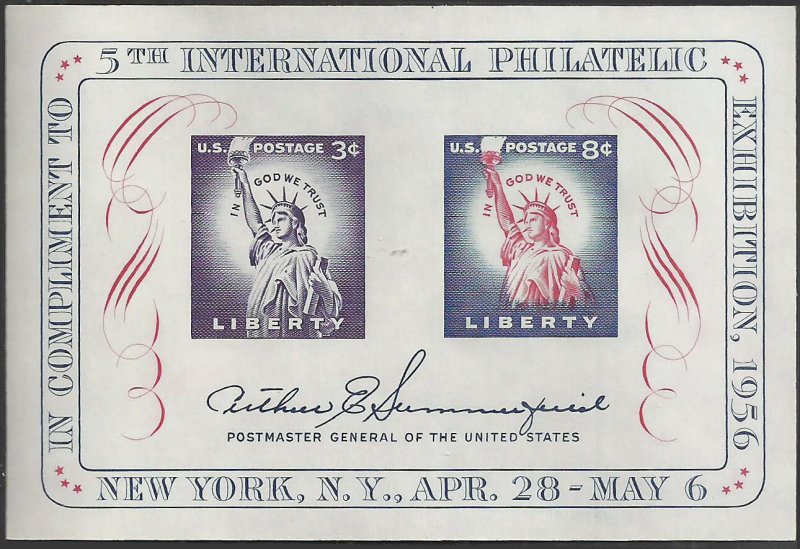 IN COMPLIMENT TO
5TH INTERNATIONAL PHILATELIC
EXHIBITION, 1956
U.S. POSTAGE 3¢
IN GOD WE TRUST
LIBERTY
U.S. POSTAGE 8¢
IN GOD WE TRUST
LIBERTY
Arthur E Summerfield
POSTMASTER GENERAL OF THE UNITED STATES
NEW YORK, N.Y., APR. 28-MAY 6